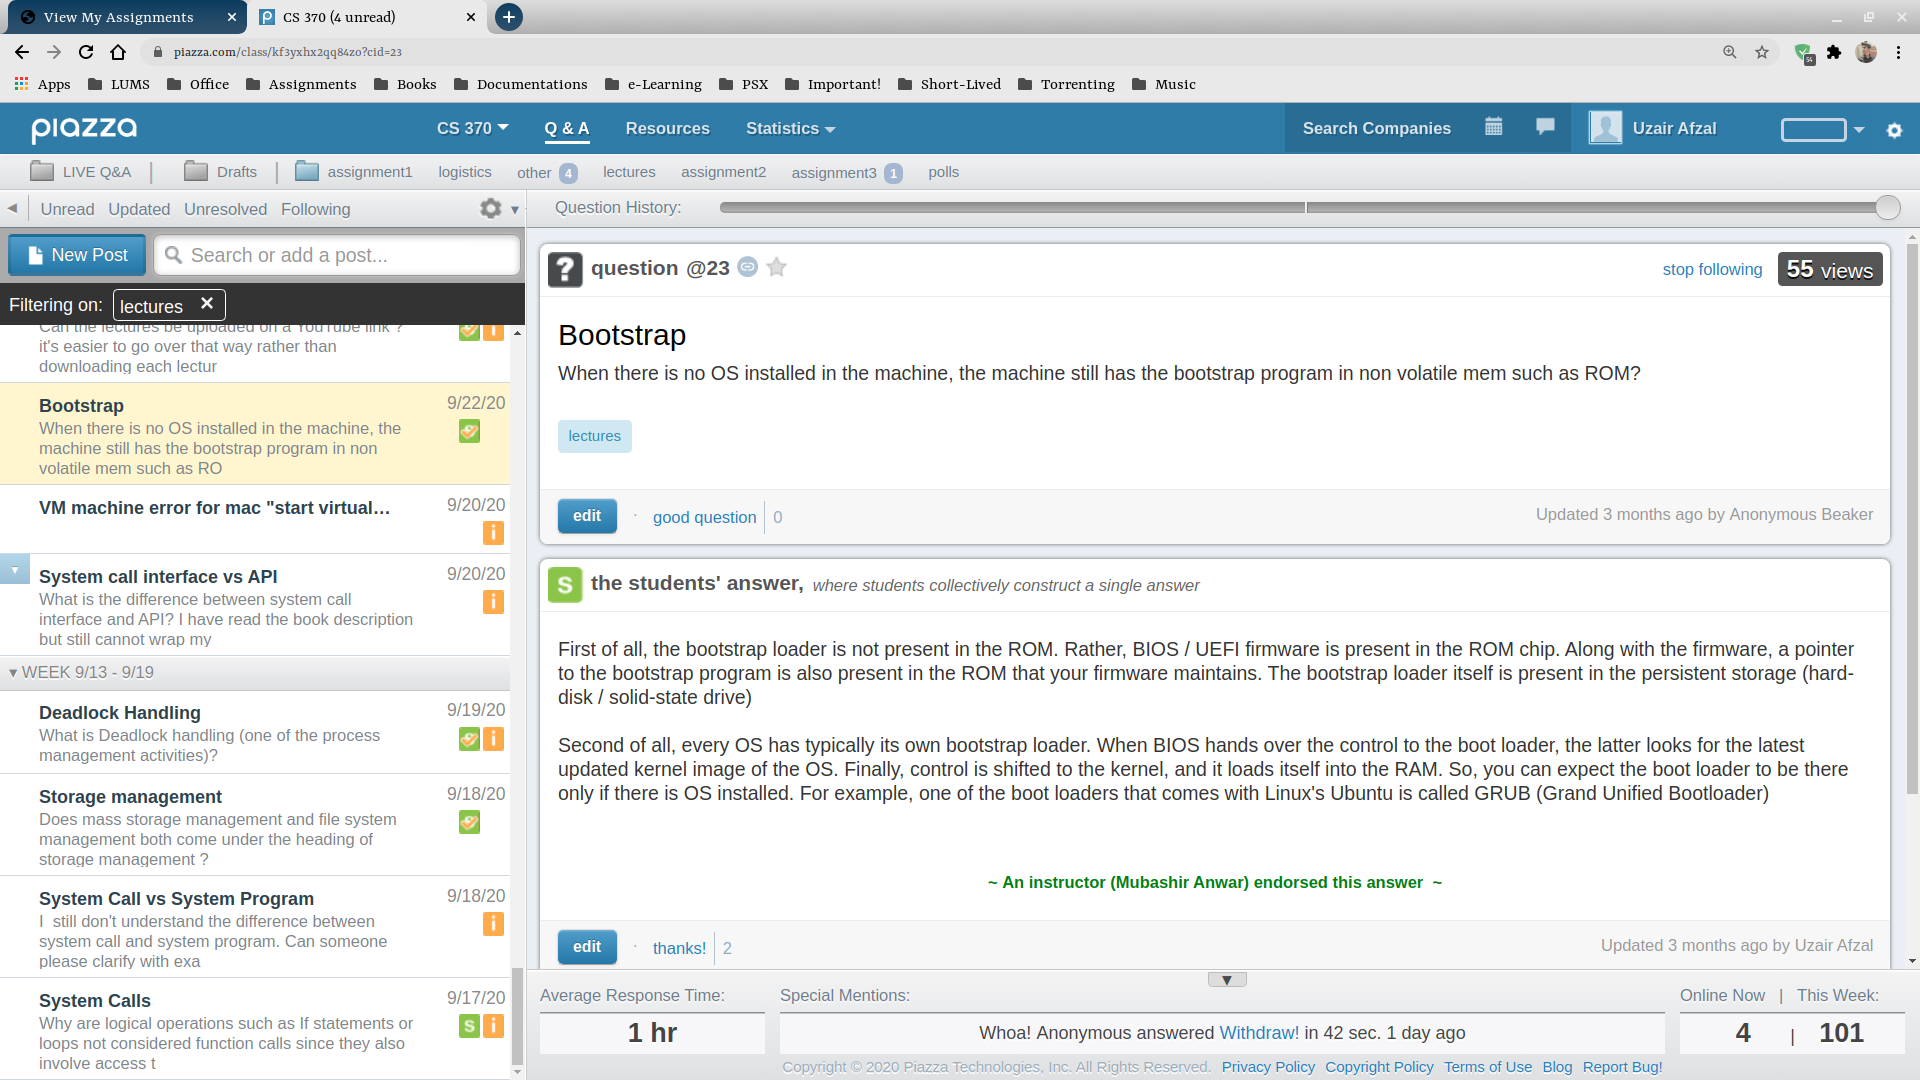 View My Assignments
CS 370 (4 unread)
piazza.com/class/kf3yxhx2qq84zo?cid=23
54
Apps LUMS Office Assignments Books Documentations e-Learning PSX Important! Short-Lived Torrenting Music
piazza CS 370 Q & A Resources Statistics Search Companies Uzair Afzal
LIVE Q&A | Drafts | assignment1 logistics other 4 lectures assignment2 assignment3 1 polls
Unread Updated Unresolved Following
Question History:
New Post
Search or add a post...
Filtering on: lectures
Can the lectures be uploaded on a YouTube link ?
it's easier to go over that way rather than
downloading each lectur
Bootstrap 9/22/20
When there is no OS installed in the machine, the
machine still has the bootstrap program in non
volatile mem such as RO
VM machine error for mac "start virtual… 9/20/20
i
System call interface vs API 9/20/20
What is the difference between system call
interface and API? I have read the book description
but still cannot wrap my
i
WEEK 9/13 - 9/19
Deadlock Handling 9/19/20
What is Deadlock handling (one of the process
management activities)?
i
Storage management 9/18/20
Does mass storage management and file system
management both come under the heading of
storage management ?
System Call vs System Program 9/18/20
I still don't understand the difference between
system call and system program. Can someone
please clarify with exa
i
System Calls 9/17/20
Why are logical operations such as If statements or
loops not considered function calls since they also
involve access t
S i
? question @23 stop following 55 views
Bootstrap
When there is no OS installed in the machine, the machine still has the bootstrap program in non volatile mem such as ROM?
lectures
edit · good question 0 Updated 3 months ago by Anonymous Beaker
S the students' answer, where students collectively construct a single answer
First of all, the bootstrap loader is not present in the ROM. Rather, BIOS / UEFI firmware is present in the ROM chip. Along with the firmware, a pointer
to the bootstrap program is also present in the ROM that your firmware maintains. The bootstrap loader itself is present in the persistent storage (hard-
disk / solid-state drive)
Second of all, every OS has typically its own bootstrap loader. When BIOS hands over the control to the boot loader, the latter looks for the latest
updated kernel image of the OS. Finally, control is shifted to the kernel, and it loads itself into the RAM. So, you can expect the boot loader to be there
only if there is OS installed. For example, one of the boot loaders that comes with Linux's Ubuntu is called GRUB (Grand Unified Bootloader)
~ An instructor (Mubashir Anwar) endorsed this answer ~
edit · thanks! 2 Updated 3 months ago by Uzair Afzal
Average Response Time: Special Mentions: Online Now | This Week:
1 hr Whoa! Anonymous answered Withdraw! in 42 sec. 1 day ago 4 | 101
Copyright © 2020 Piazza Technologies, Inc. All Rights Reserved. Privacy Policy Copyright Policy Terms of Use Blog Report Bug!